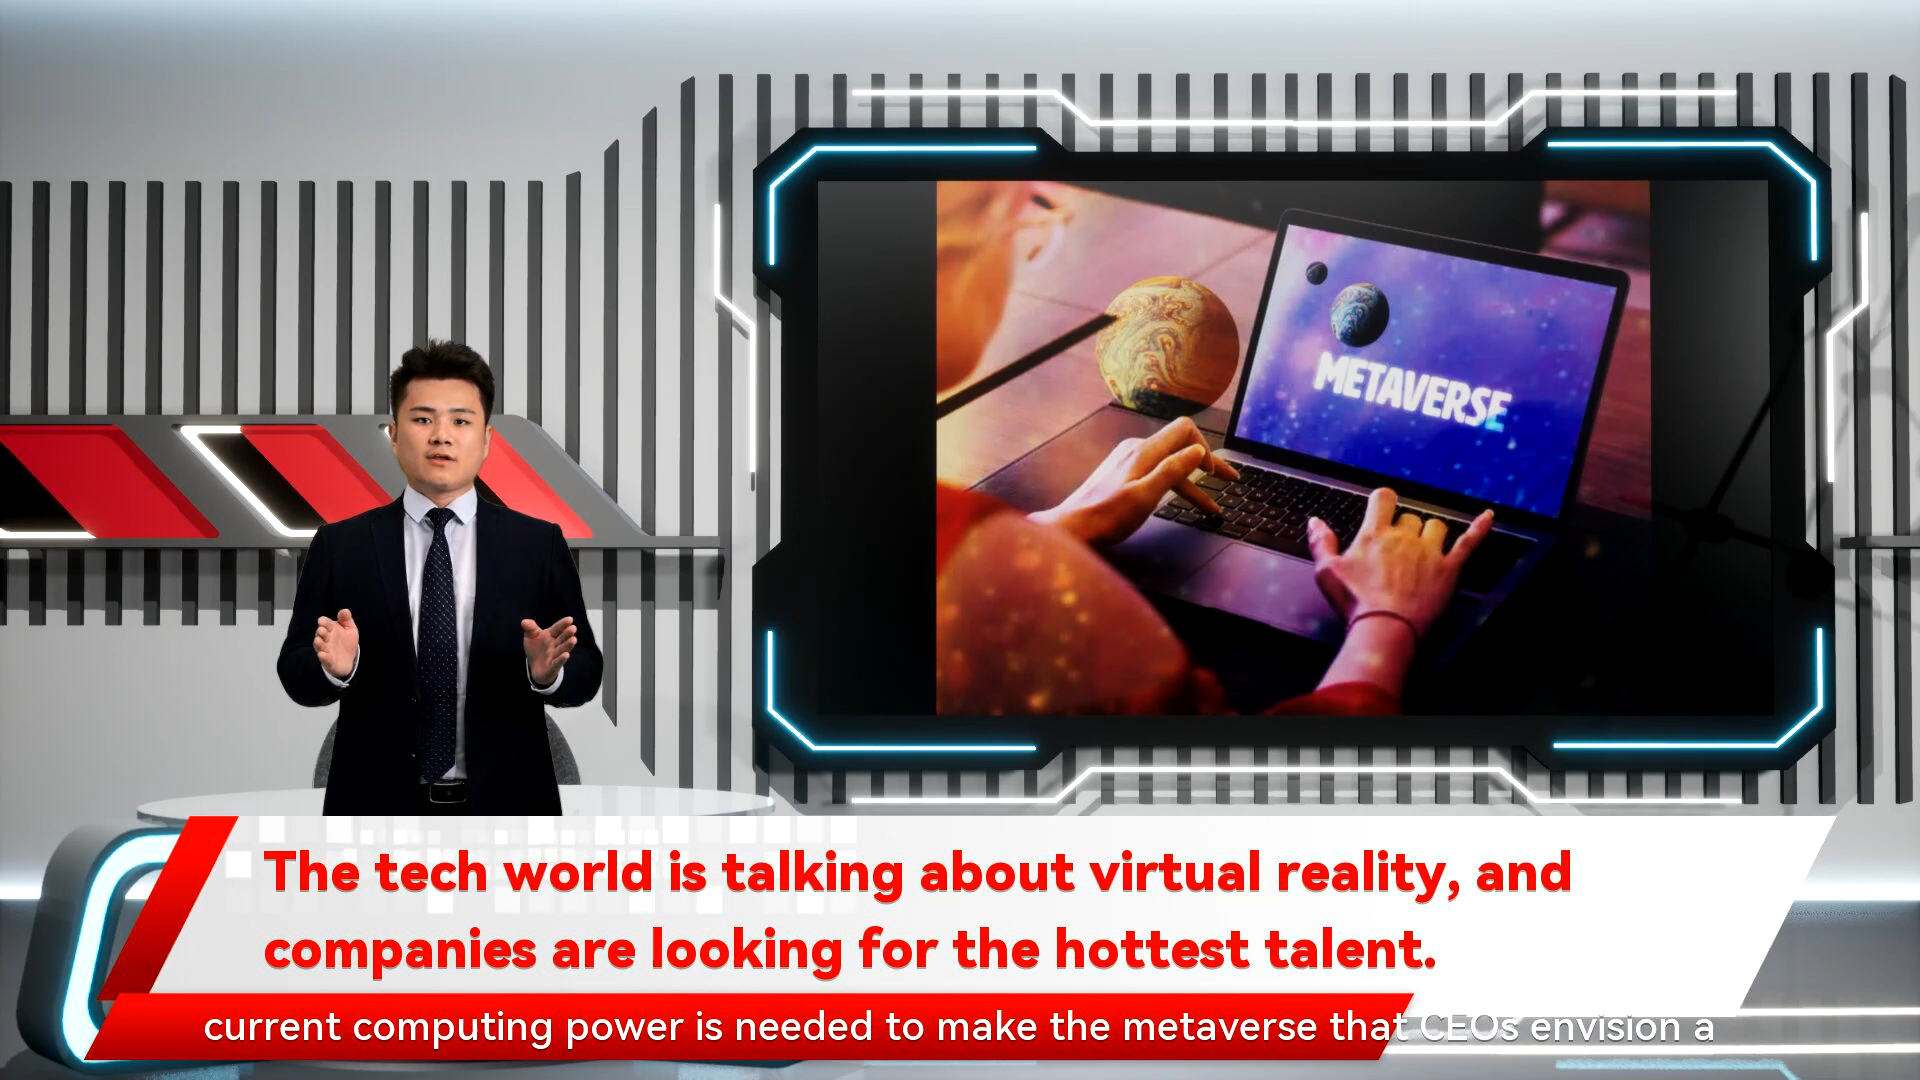 METAVERSE
The tech world is talking about virtual reality, and
companies are looking for the hottest talent.
current computing power is needed to make the metaverse that CEOs envision a